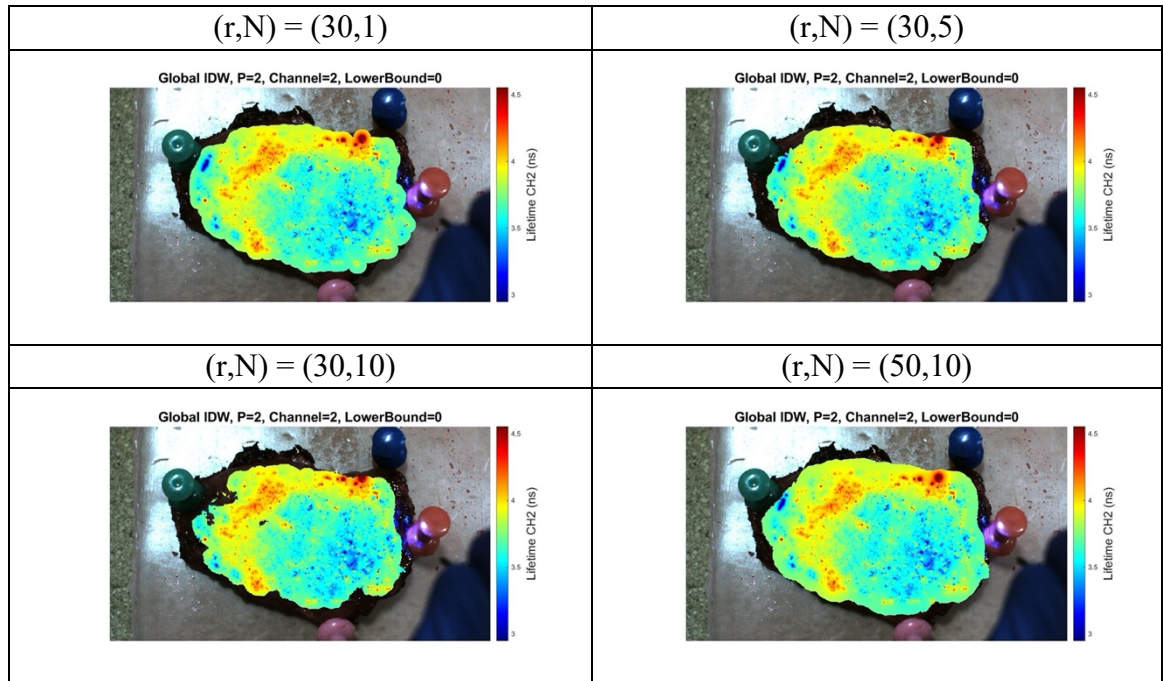 (r,N) = (30,1)
(r,N) = (30,5)
Global IDW, P=2, Channel=2, LowerBound=0
4.5
4
3.5
3
Lifetime CH2 (ns)
Global IDW, P=2, Channel=2, LowerBound=0
4.5
4
3.5
3
Lifetime CH2 (ns)
(r,N) = (30,10)
(r,N) = (50,10)
Global IDW, P=2, Channel=2, LowerBound=0
4.5
4
3.5
3
Lifetime CH2 (ns)
Global IDW, P=2, Channel=2, LowerBound=0
4.5
4
3.5
3
Lifetime CH2 (ns)